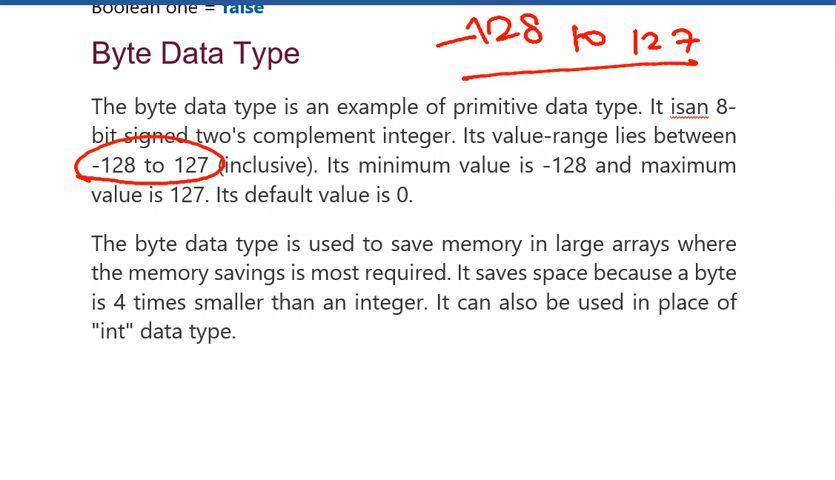 Boolean one = false
-128 to 127
Byte Data Type
The byte data type is an example of primitive data type. It isan 8-
bit signed two's complement integer. Its value-range lies between
-128 to 127 (inclusive). Its minimum value is -128 and maximum
value is 127. Its default value is 0.
The byte data type is used to save memory in large arrays where
the memory savings is most required. It saves space because a byte
is 4 times smaller than an integer. It can also be used in place of
"int" data type.